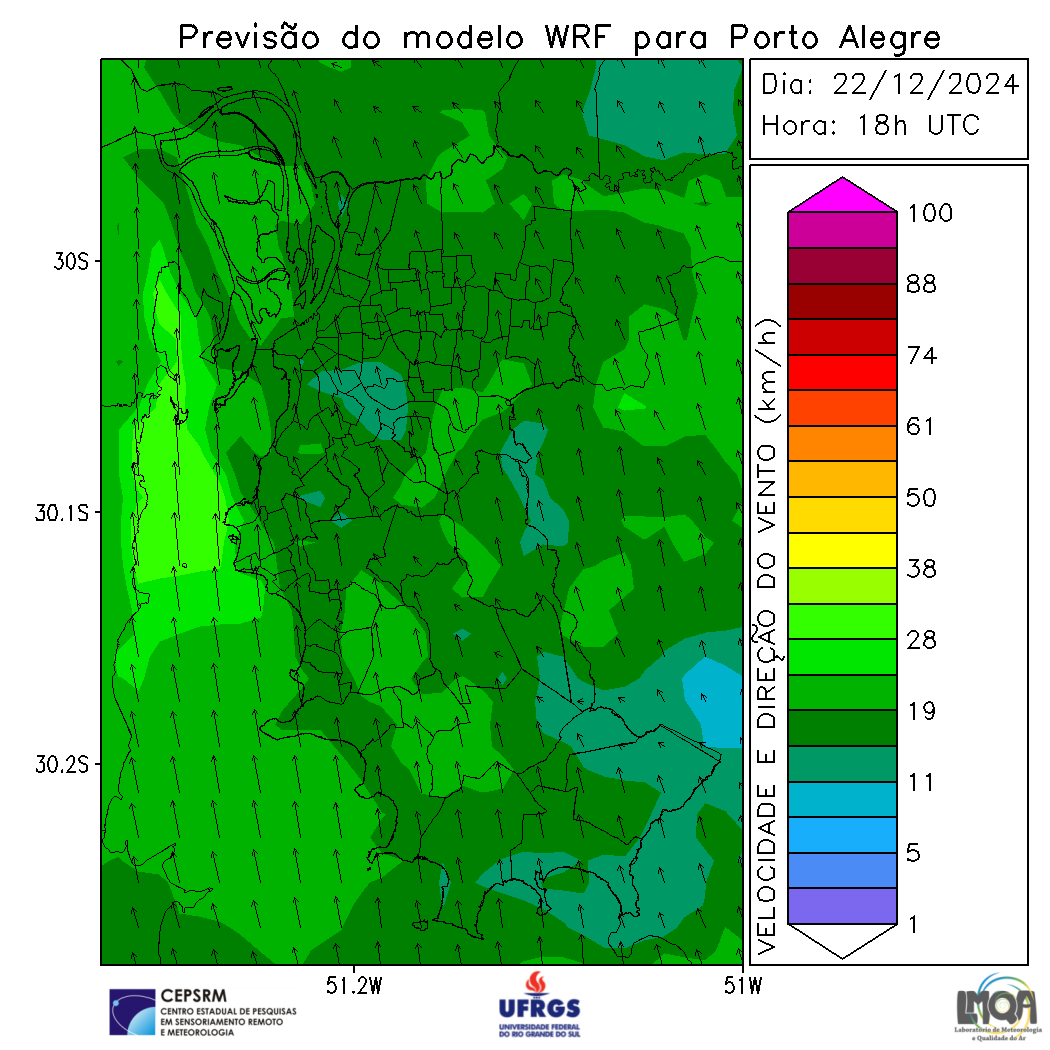 Previsão do modelo WRF para Porto Alegre
Dia: 22/12/2024
Hora: 18h UTC
30S
30.1S
30.2S
51.2W
51W
VELOCIDADE E DIREÇÃO DO VENTO (km/h)
100
88
74
61
50
38
28
19
11
5
1
CEPSRM
CENTRO ESTADUAL DE PESQUISAS
EM SENSORIAMENTO REMOTO
E METEOROLOGIA
UFRGS
UNIVERSIDADE FEDERAL
DO RIO GRANDE DO SUL
LMQA
Laboratório de Meteorologia
e Qualidade do Ar